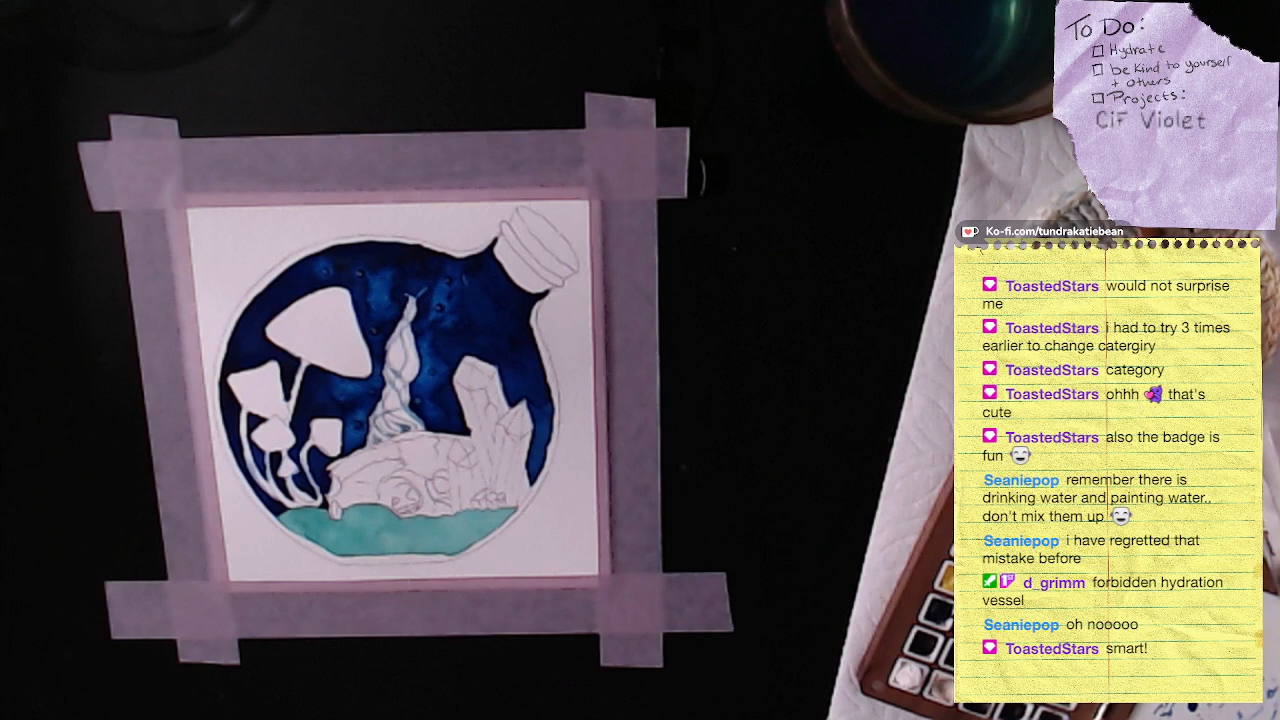 To Do:
Hydrate
be Kind to yourself
+ others
Projects:
Cif Violet
Ko-fi.com/tundrakatiebean
ToastedStars would not surprise
me
ToastedStars i had to try 3 times
earlier to change catergiry
ToastedStars category
ToastedStars ohhh that's
cute
ToastedStars also the badge is
fun
Seaniepop remember there is
drinking water and painting water..
don't mix them up
Seaniepop i have regretted that
mistake before
d_grimm forbidden hydration
vessel
Seaniepop oh nooooo
ToastedStars smart!